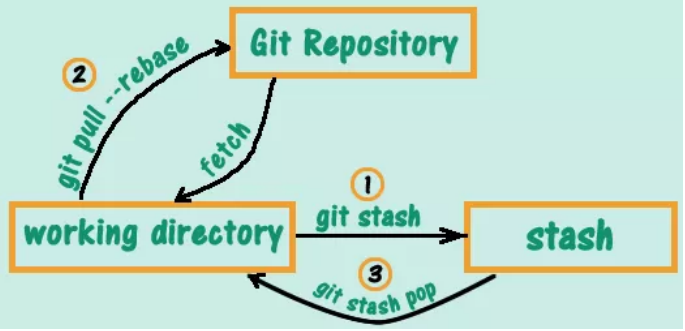 Git Repository
2
git pull --rebase
fetch
1
git stash
working directory
stash
3
git stash pop